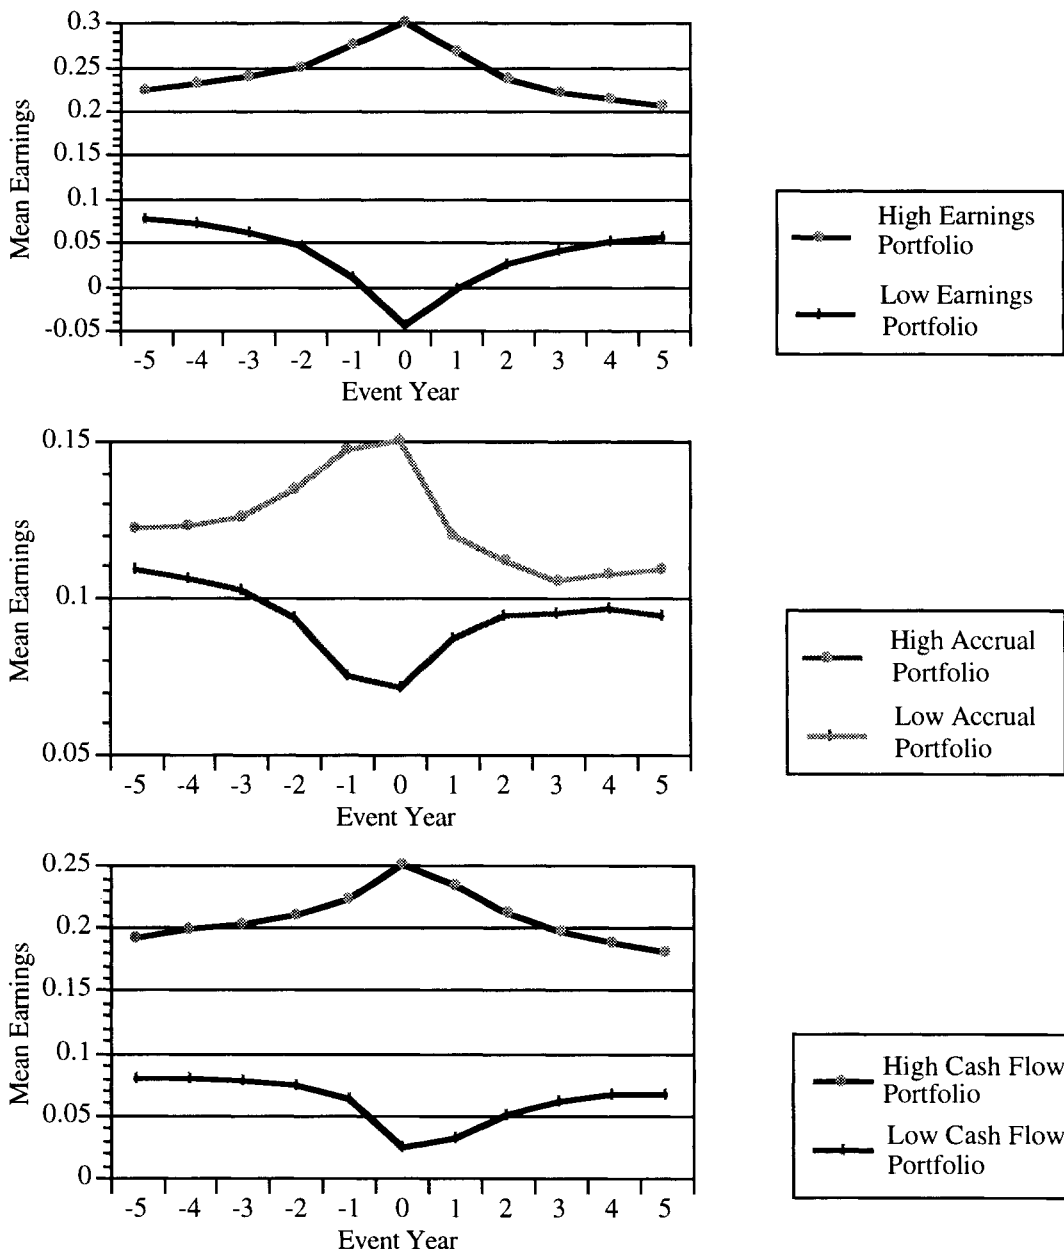 0.3
0.25
0.2
0.15
0.1
0.05
0
-0.05
Mean Earnings
-5 -4 -3 -2 -1 0 1 2 3 4 5
Event Year
High Earnings
Portfolio
Low Earnings
Portfolio
0.15
0.1
0.05
Mean Earnings
-5 -4 -3 -2 -1 0 1 2 3 4 5
Event Year
High Accrual
Portfolio
Low Accrual
Portfolio
0.25
0.2
0.15
0.1
0.05
0
Mean Earnings
-5 -4 -3 -2 -1 0 1 2 3 4 5
Event Year
High Cash Flow
Portfolio
Low Cash Flow
Portfolio